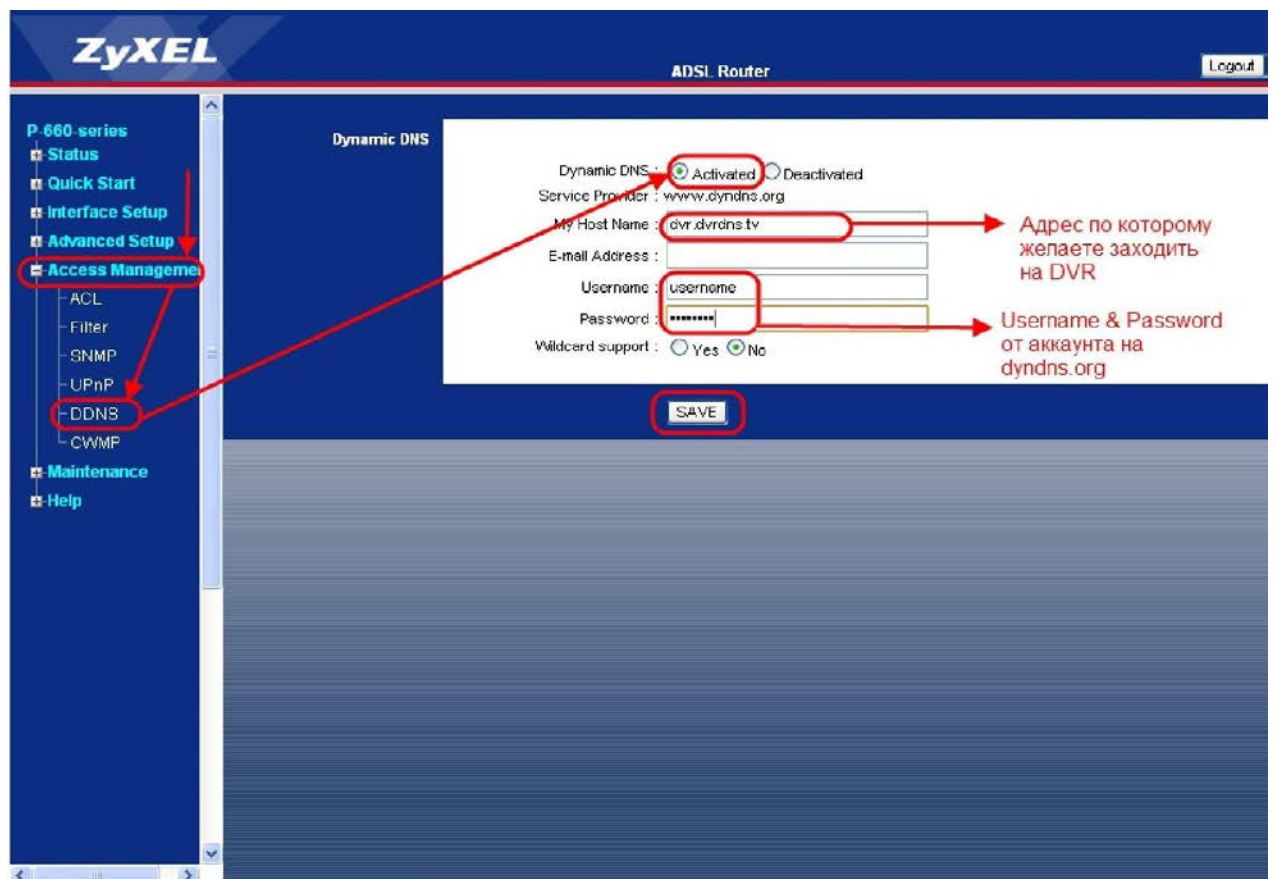 ZyXEL
ADSL Router
Logout
P-660-series
Status
Quick Start
Interface Setup
Advanced Setup
Access Manageme
ACL
Filter
SNMP
UPnP
DDNS
CWMP
Maintenance
Help
Dynamic DNS
Dynamic DNS : Activated Deactivated
Service Provider : www.dyndns.org
My Host Name : dvr.dvrdns.tv
E-mail Address :
Username : username
Password : ••••••••
Wildcard support : Yes No
SAVE
Адрес по которому
желаете заходить
на DVR
Username & Password
от аккаунта на
dyndns.org